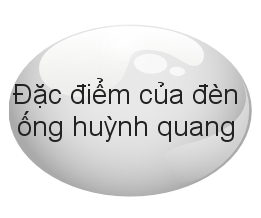 Đặc điểm của đèn
ống huỳnh quang